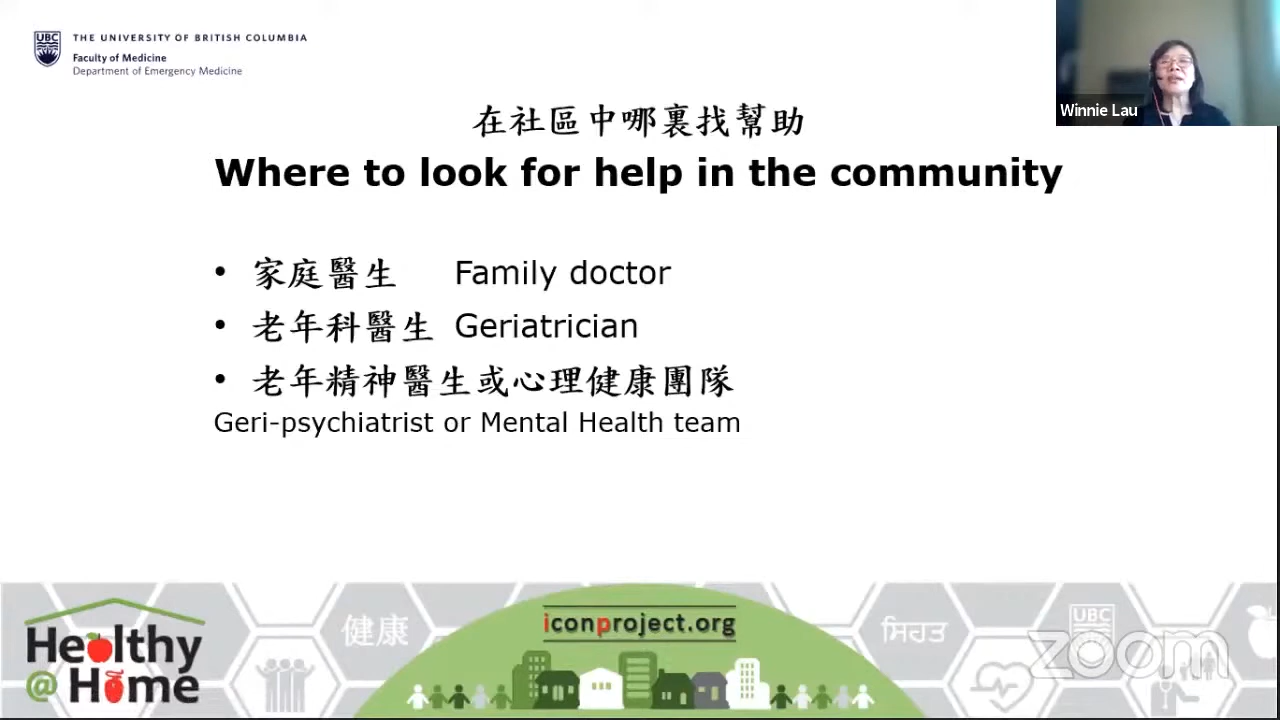 UBC
THE UNIVERSITY OF BRITISH COLUMBIA
Faculty of Medicine
Department of Emergency Medicine
Winnie Lau
在社區中哪裏找幫助
Where to look for help in the community
• 家庭醫生 Family doctor
• 老年科醫生 Geriatrician
• 老年精神醫生或心理健康團隊
Geri-psychiatrist or Mental Health team
Healthy
@ Home
健康
iconproject.org
ਸਿਹਤ
UBC
zoom